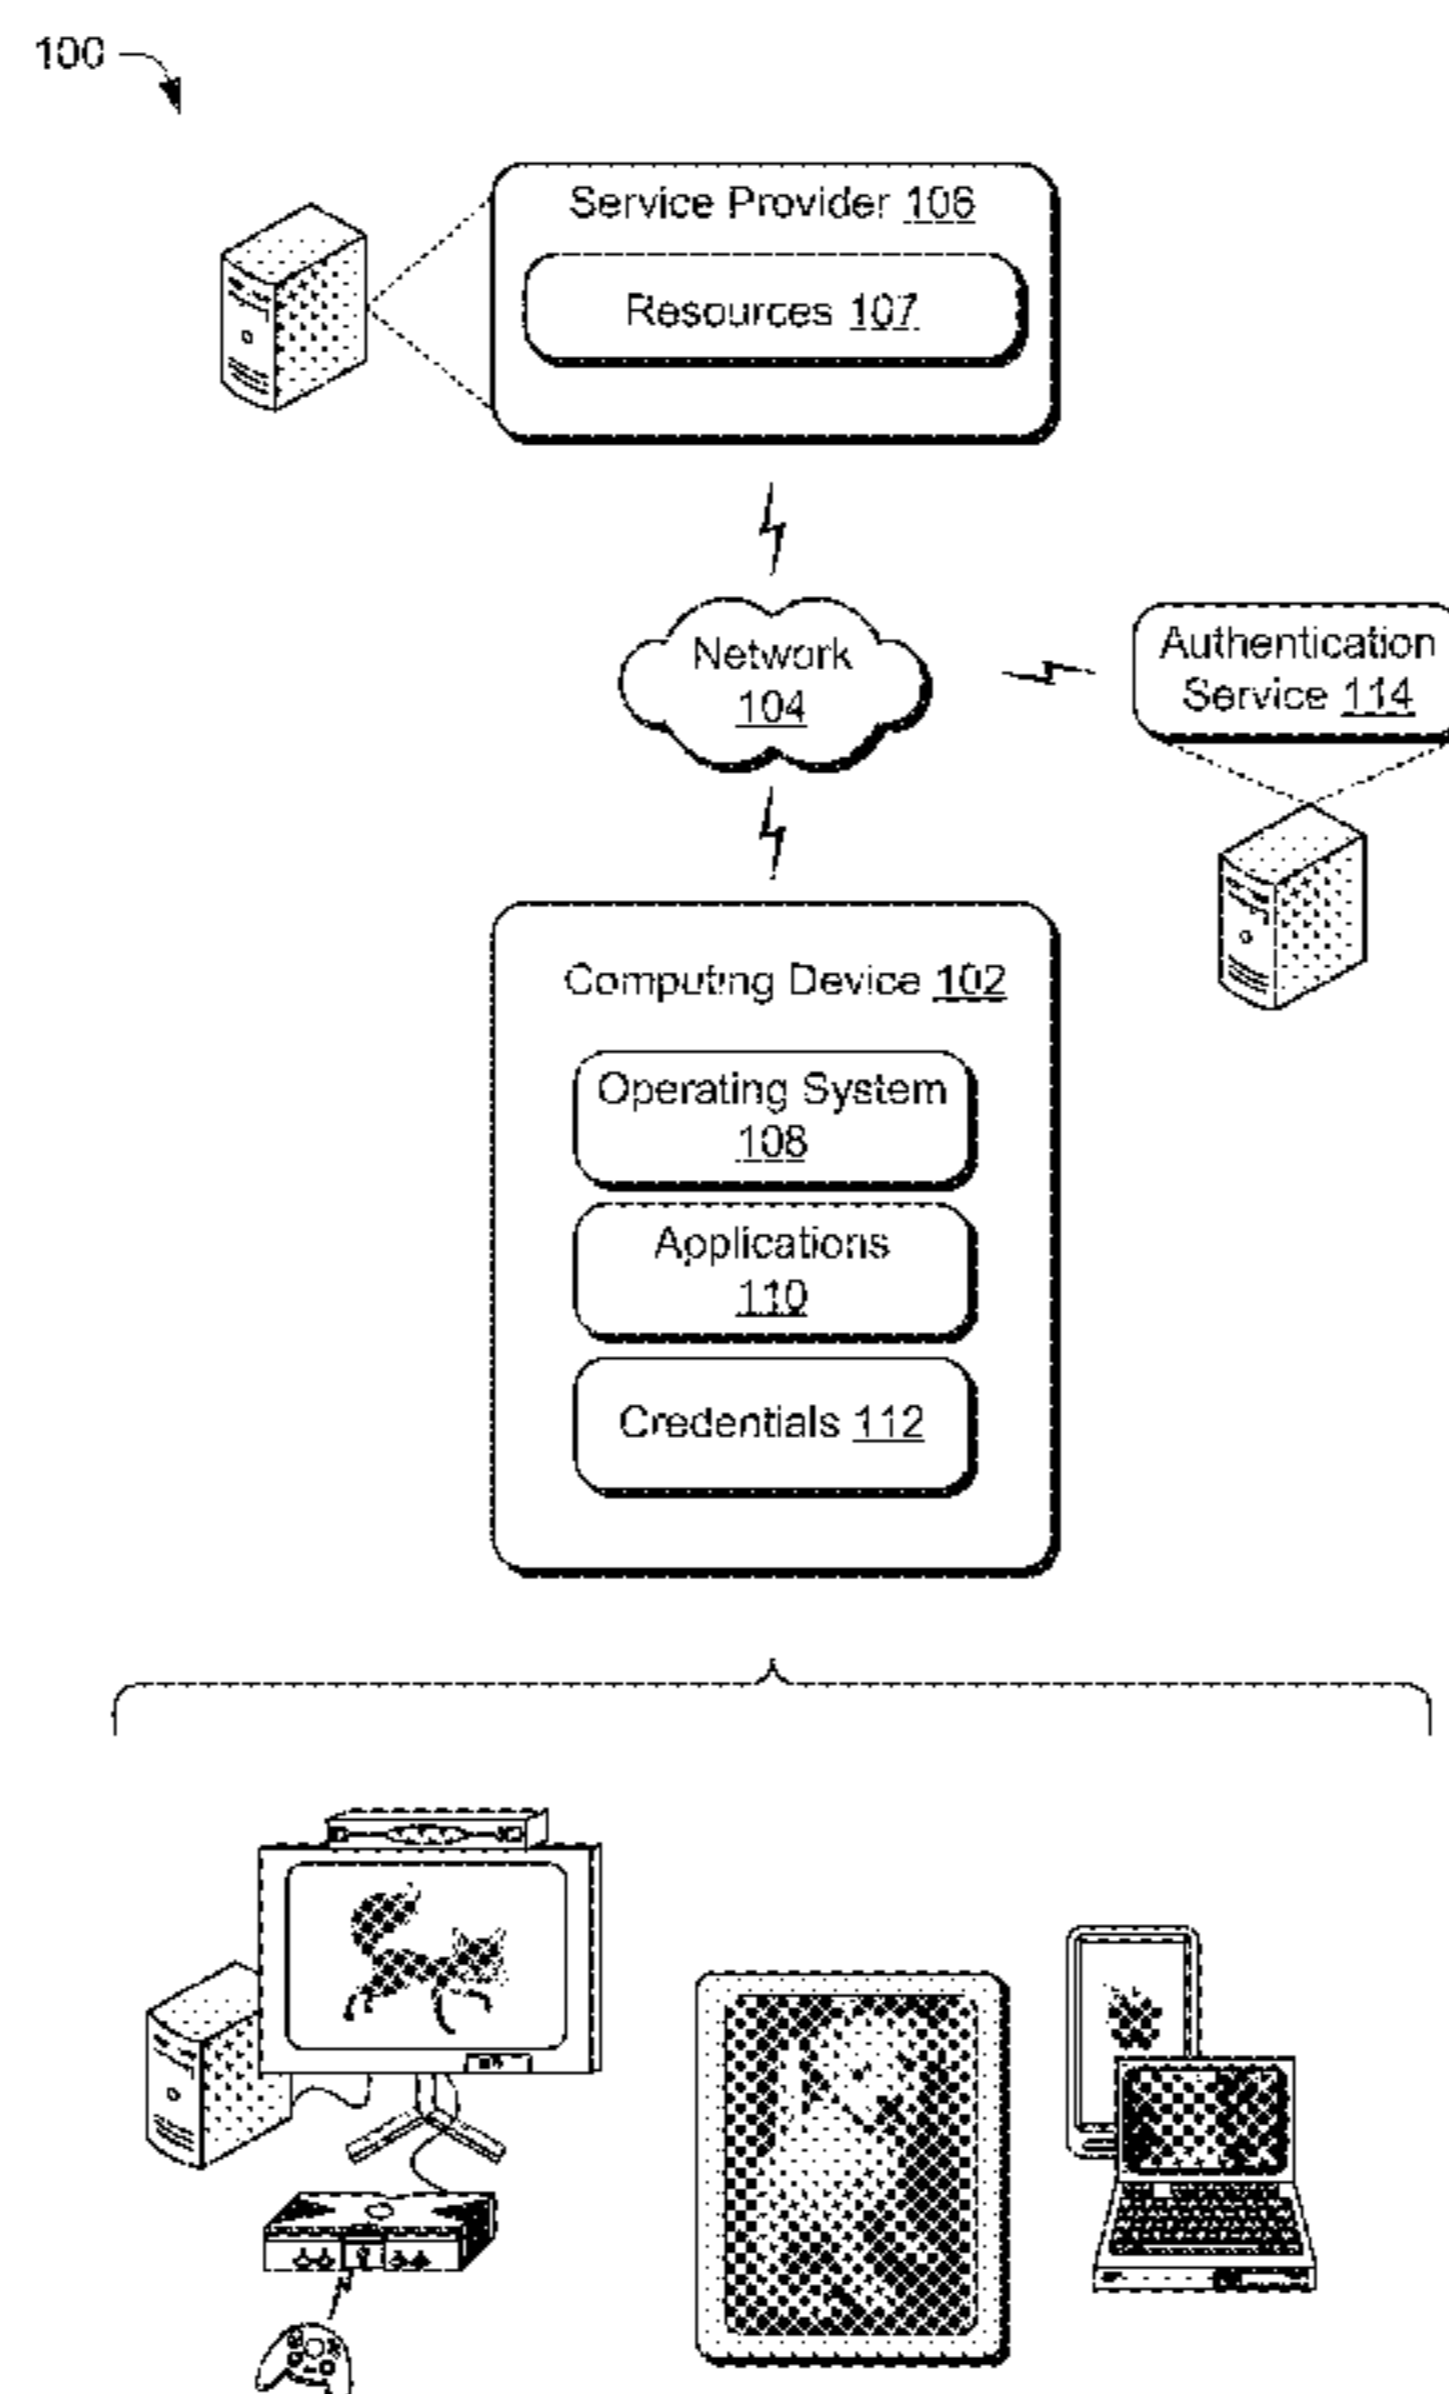 100
Service Provider 106
Resources 107
Network
104
Authentication
Service 114
Computing Device 102
Operating System
108
Applications
110
Credentials 112